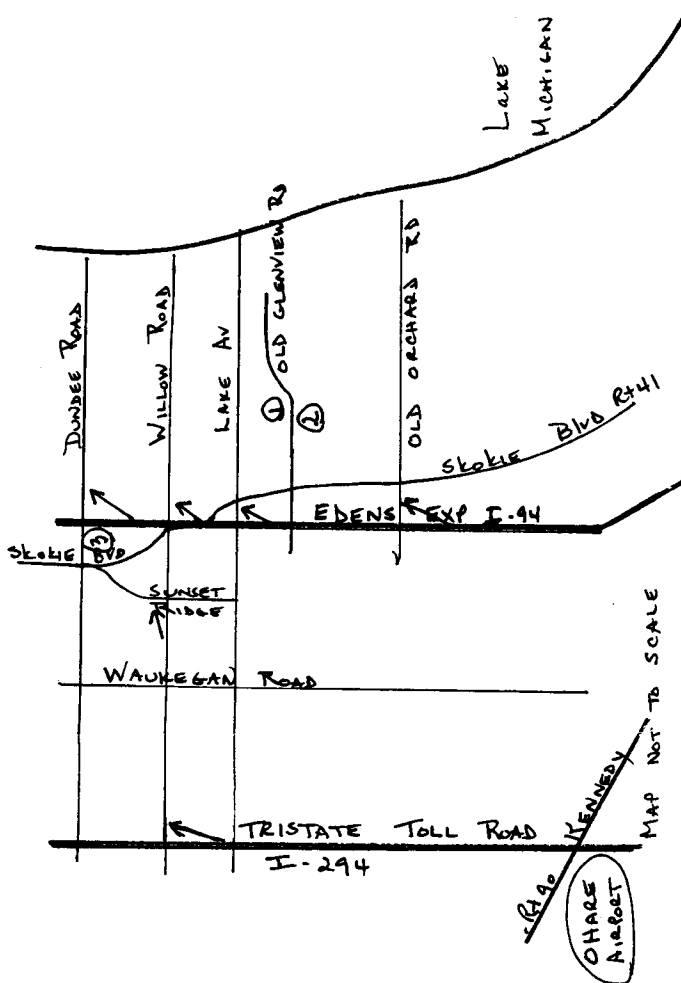 LAKE
MICHIGAN
DUNDEE ROAD
WILLOW ROAD
LAKE AV
OLD GLENVIEW RD
1
2
OLD ORCHARD RD
SKOKIE BLVD Rt 41
EDENS EXP I-94
3
SKOKIE BVD
SUNSET
RIDGE
WAUKEGAN ROAD
TRISTATE TOLL ROAD
I-294
Rt 90 KENNEDY
OHARE
AIRPORT
MAP NOT TO SCALE